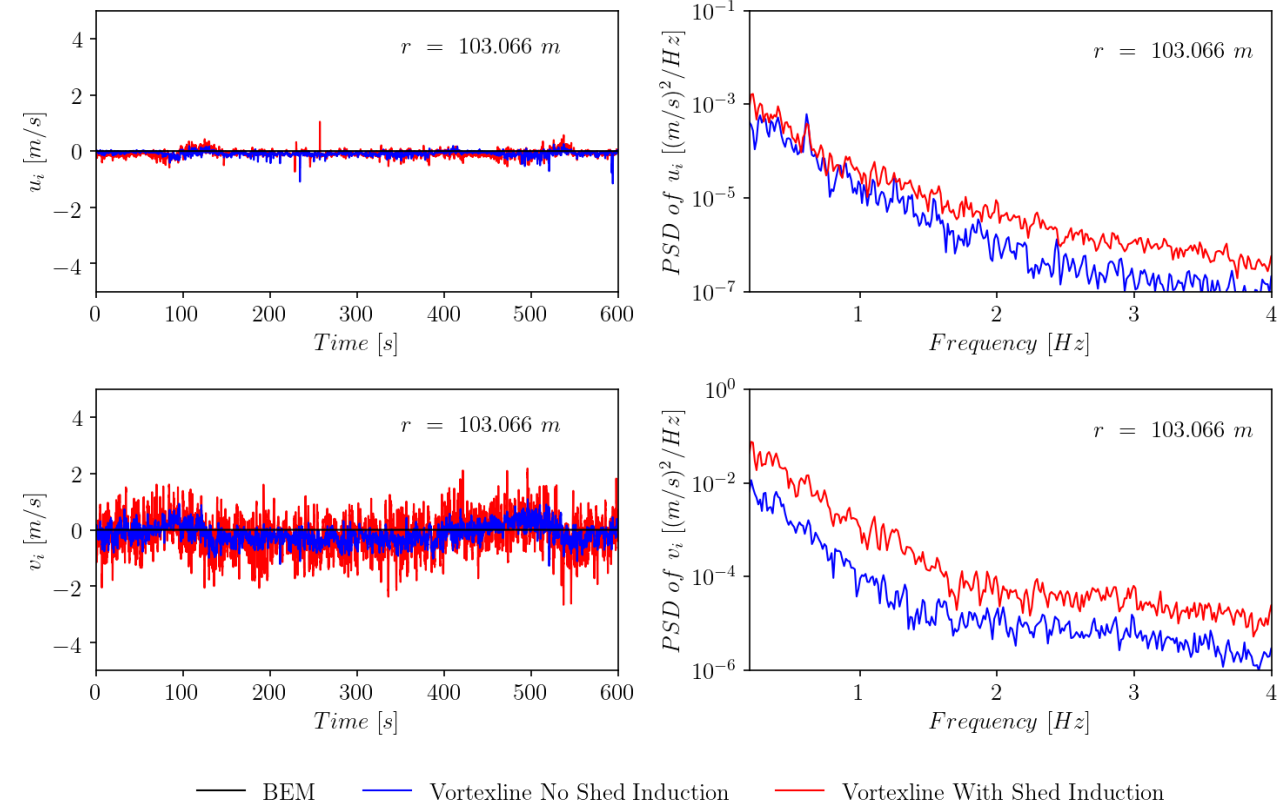 4
2
0
−2
−4
u_i [m/s]
0 100 200 300 400 500 600
Time [s]
r = 103.066 m
10^−1
10^−3
10^−5
10^−7
PSD of u_i [(m/s)^2/Hz]
1 2 3 4
Frequency [Hz]
r = 103.066 m
4
2
0
−2
−4
v_i [m/s]
0 100 200 300 400 500 600
Time [s]
r = 103.066 m
10^0
10^−2
10^−4
10^−6
PSD of v_i [(m/s)^2/Hz]
1 2 3 4
Frequency [Hz]
r = 103.066 m
BEM Vortexline No Shed Induction Vortexline With Shed Induction